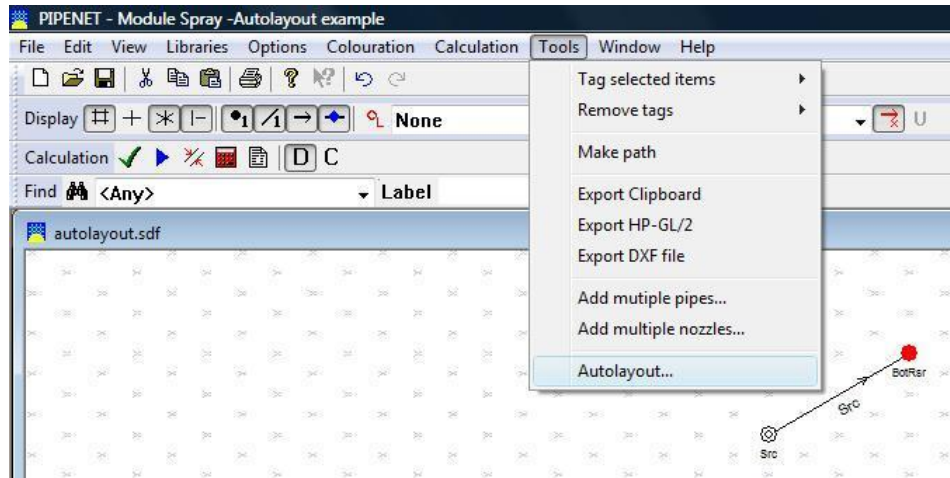 PIPENET - Module Spray -Autolayout example
File Edit View Libraries Options Colouration Calculation Tools Window Help
Tag selected items
Remove tags
Display 1 1 None U
Make path
Calculation D C
Export Clipboard
Find <Any> Label
Export HP-GL/2
autolayout.sdf
Export DXF file
Add mutiple pipes...
Add multiple nozzles...
Autolayout...
BotRsr
Src
Src